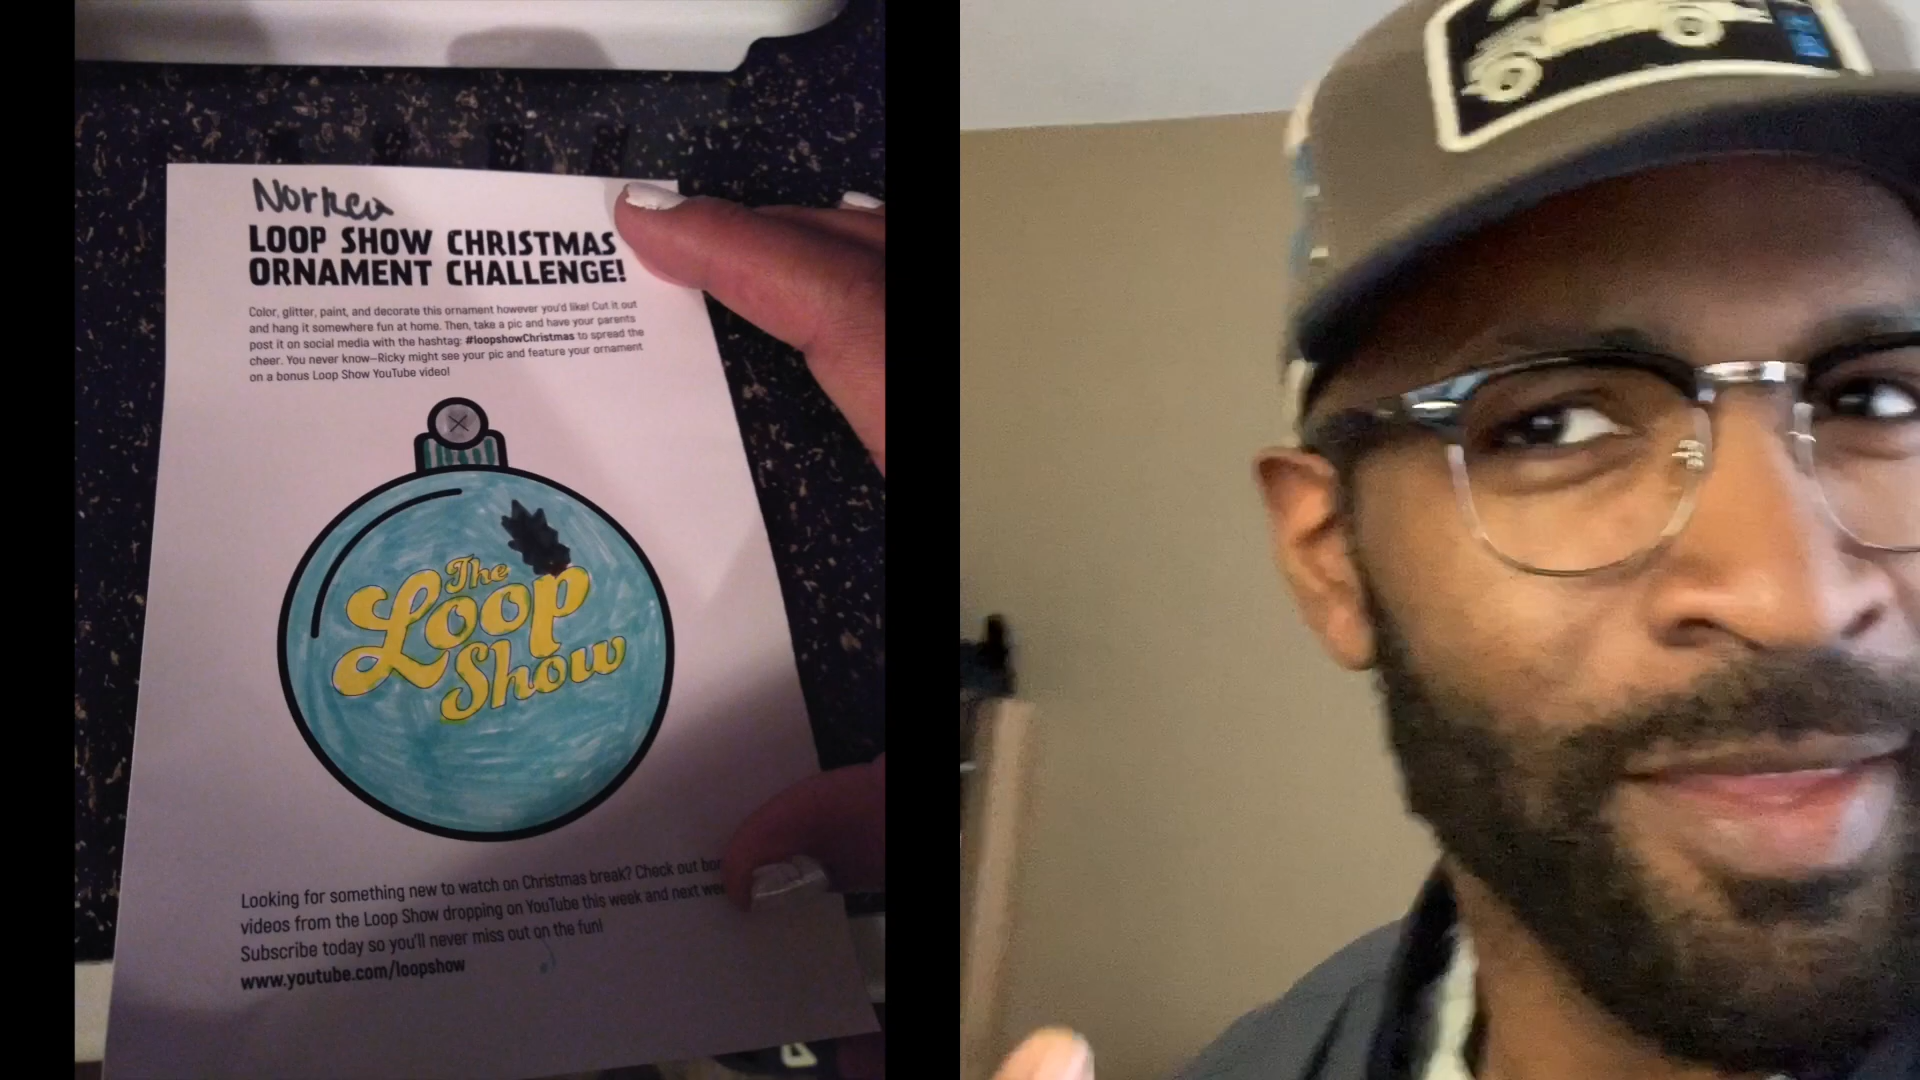 Norkea
LOOP SHOW CHRISTMAS
ORNAMENT CHALLENGE!
Color, glitter, paint, and decorate this ornament however you'd like! Cut it out
and hang it somewhere fun at home. Then, take a pic and have your parents
post it on social media with the hashtag: #loopshowChristmas to spread the
cheer. You never know—Ricky might see your pic and feature your ornament
on a bonus Loop Show YouTube video!
The
Loop
Show
Looking for something new to watch on Christmas break? Check out
videos from the Loop Show dropping on YouTube this week and next
Subscribe today so you'll never miss out on the fun!
www.youtube.com/loopshow